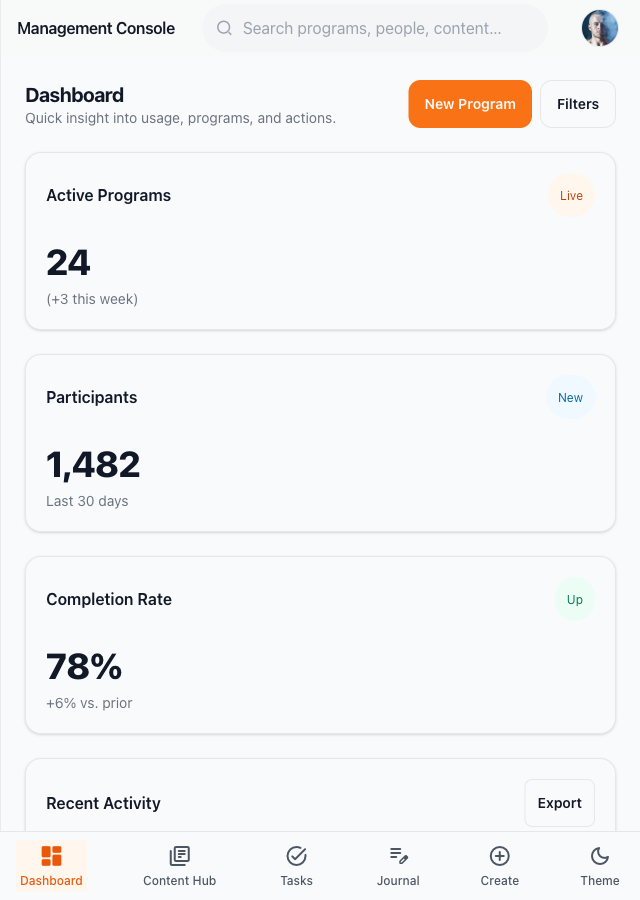 Management Console
Search programs, people, content...
Dashboard
Quick insight into usage, programs, and actions.
New Program
Filters
Active Programs
Live
24
(+3 this week)
Participants
New
1,482
Last 30 days
Completion Rate
Up
78%
+6% vs. prior
Recent Activity
Export
Dashboard
Content Hub
Tasks
Journal
Create
Theme